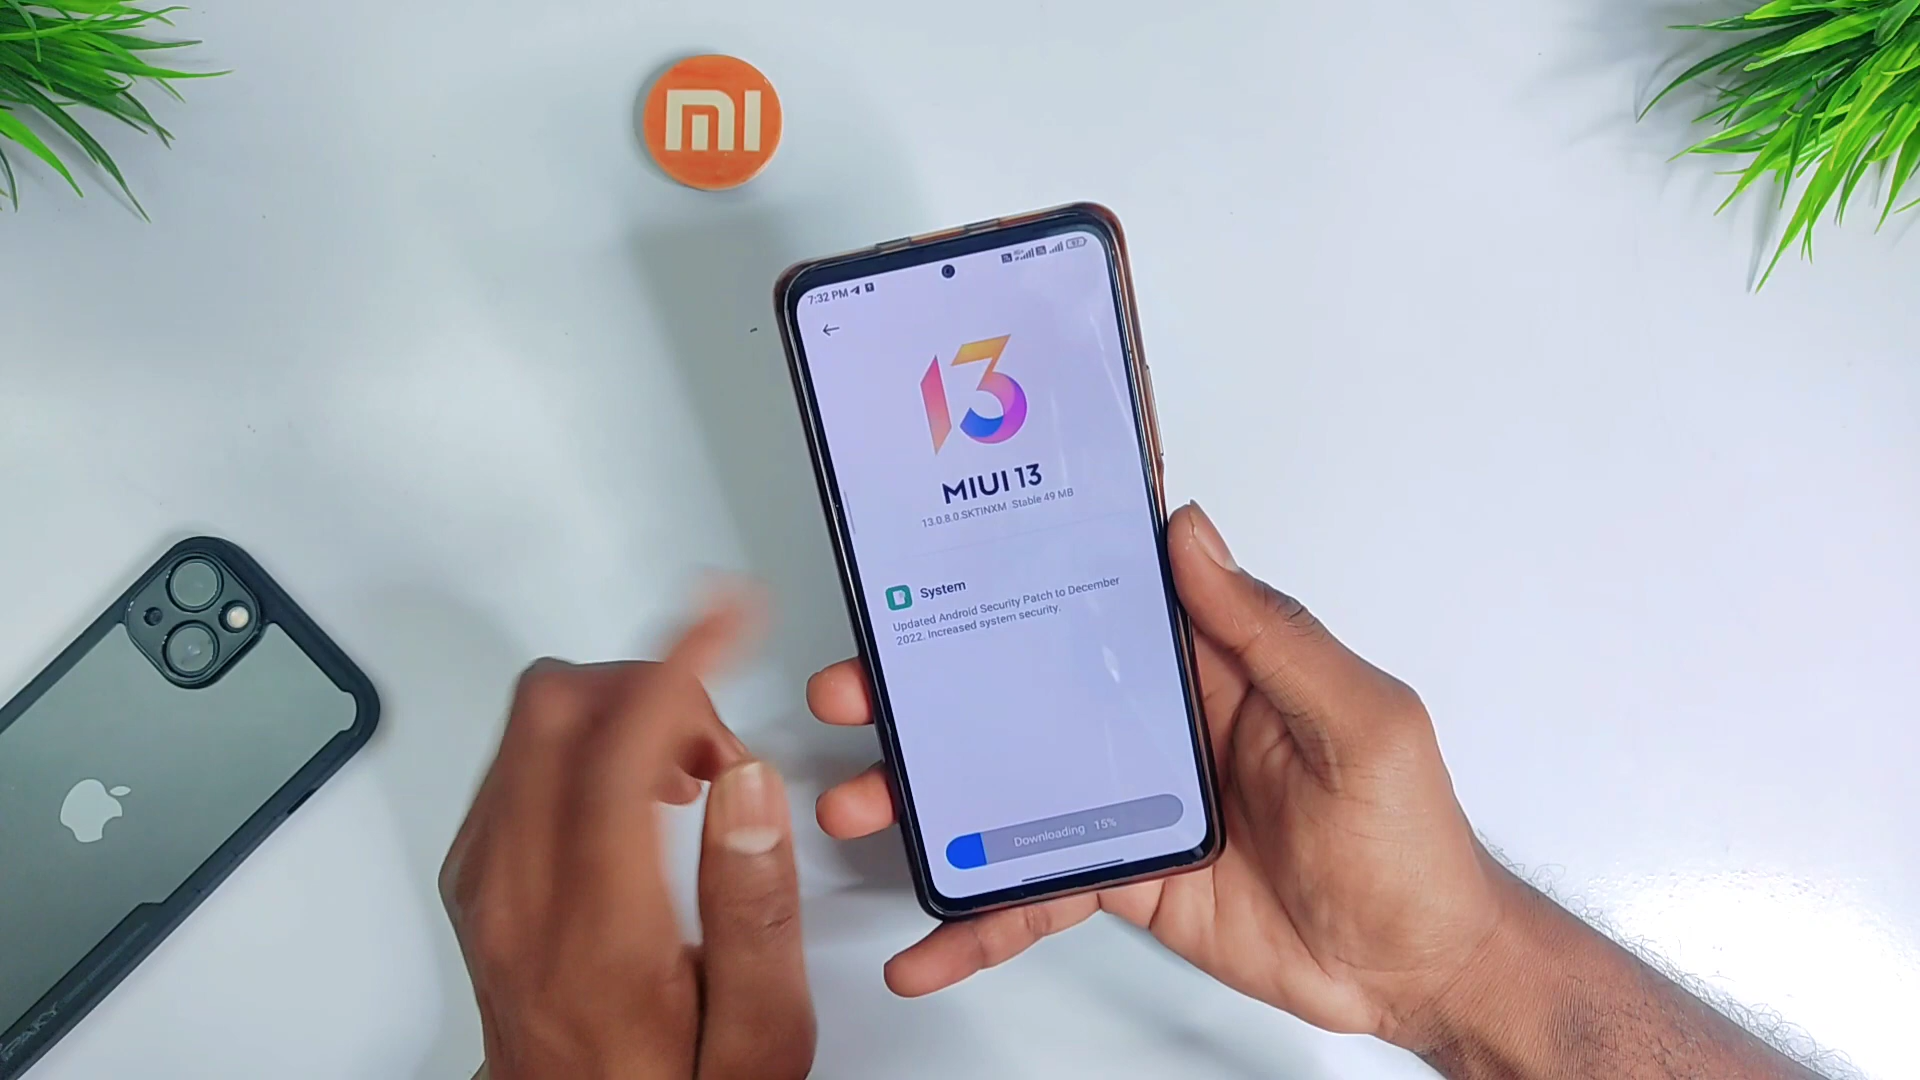 mi
7:32 PM
13
MIUI 13
13.0.8.0.SKTINXM Stable 49 MB
System
Updated Android Security Patch to December
2022. Increased system security.
Downloading 15%